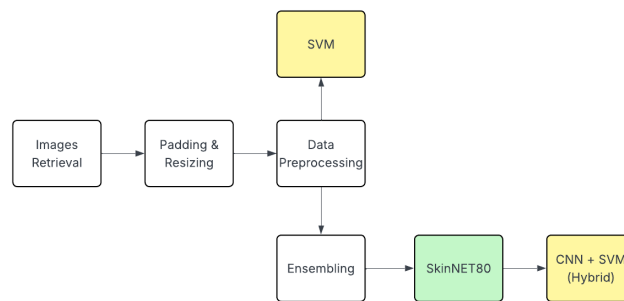 SVM
Images
Retrieval
Padding &
Resizing
Data
Preprocessing
Ensembling
SkinNET80
CNN + SVM
(Hybrid)